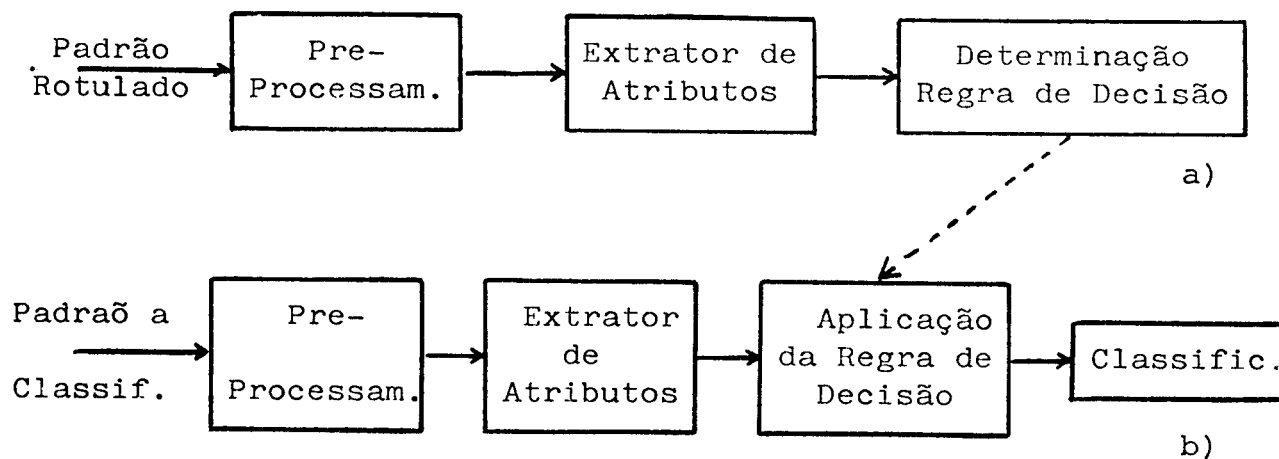 Padrão
Rotulado
Pre-
Processam.
Extrator de
Atributos
Determinação
Regra de Decisão
a)
Padraõ a
Classif.
Pre-
Processam.
Extrator
de
Atributos
Aplicação
da Regra de
Decisão
Classific.
b)